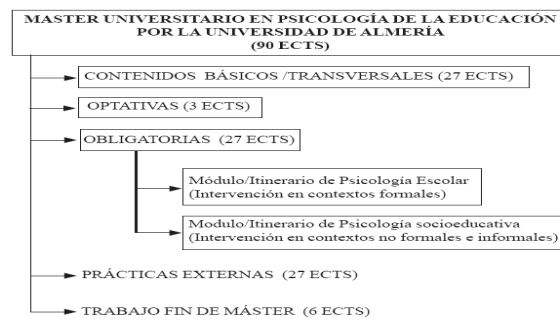 MASTER UNIVERSITARIO EN PSICOLOGÍA DE LA EDUCACIÓN
POR LA UNIVERSIDAD DE ALMERÍA
(90 ECTS)
CONTENIDOS BÁSICOS /TRANSVERSALES (27 ECTS)
OPTATIVAS (3 ECTS)
OBLIGATORIAS (27 ECTS)
Módulo/Itinerario de Psicología Escolar
(Intervención en contextos formales)
Modulo/Itinerario de Psicología socioeducativa
(Intervención en contextos no formales e informales)
PRÁCTICAS EXTERNAS (27 ECTS)
TRABAJO FIN DE MÁSTER (6 ECTS)